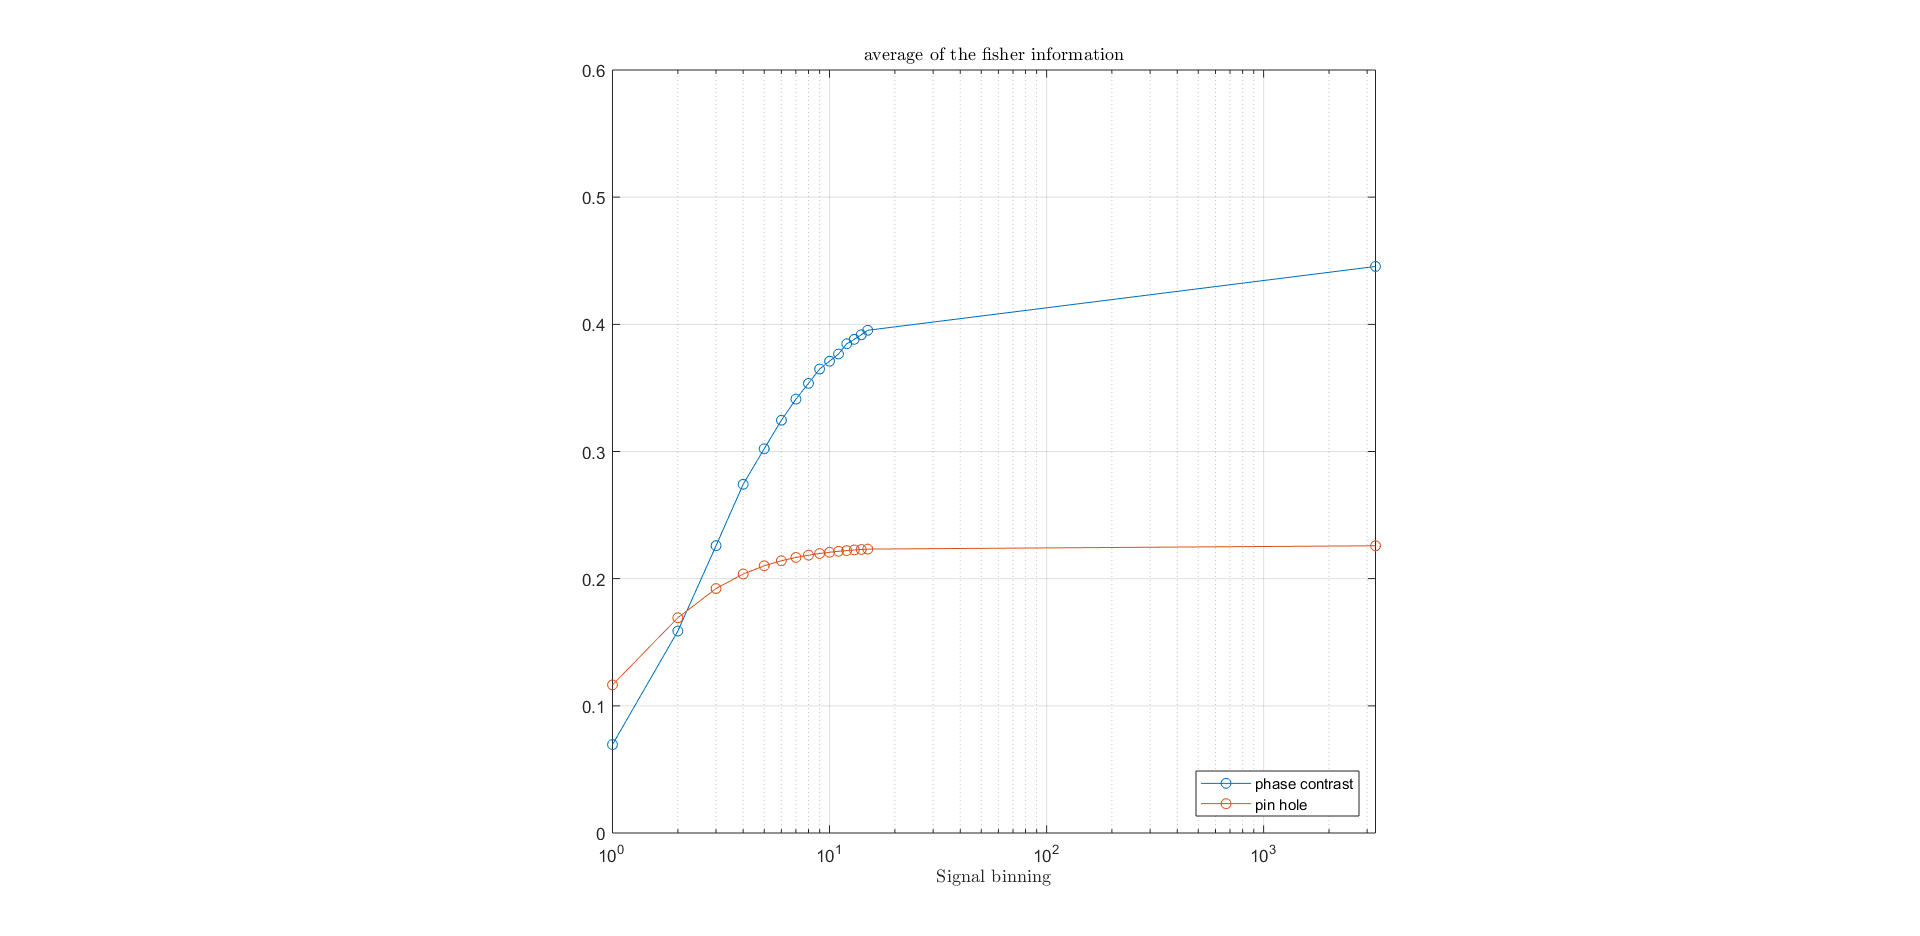 average of the fisher information
0.6
0.5
0.4
0.3
0.2
0.1
0
10^0 10^1 10^2 10^3
Signal binning
phase contrast
pin hole